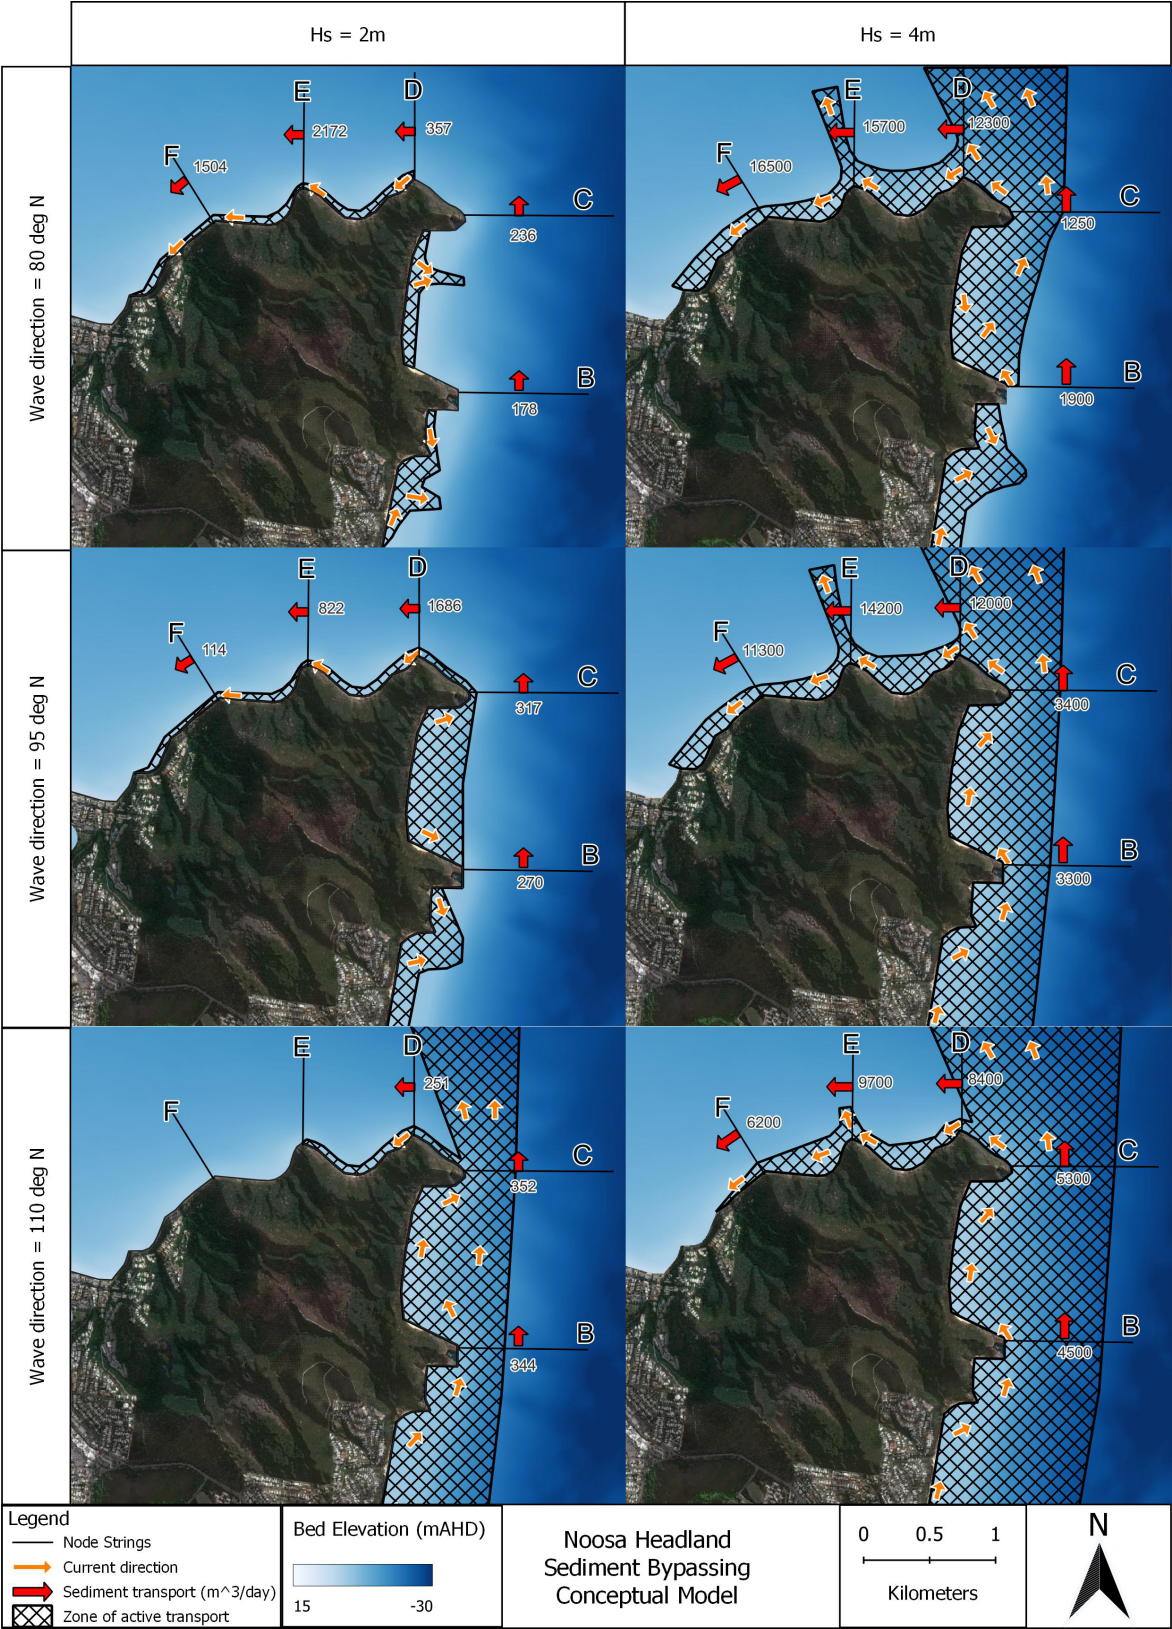 Hs = 2m
Hs = 4m
Wave direction = 80 deg N
E
D
2172
357
F
1504
C
236
B
178
E
D
15700
12300
F
16500
C
1250
B
1900
Wave direction = 95 deg N
E
D
822
1686
F
114
C
317
B
270
E
D
14200
12000
F
11300
C
3400
B
3300
Wave direction = 110 deg N
E
D
251
F
C
352
B
344
E
D
9700
8400
F
6200
C
5300
B
4500
Legend
Node Strings
Current direction
Sediment transport (m^3/day)
Zone of active transport
Bed Elevation (mAHD)
15
-30
Noosa Headland
Sediment Bypassing
Conceptual Model
0 0.5 1
Kilometers
N